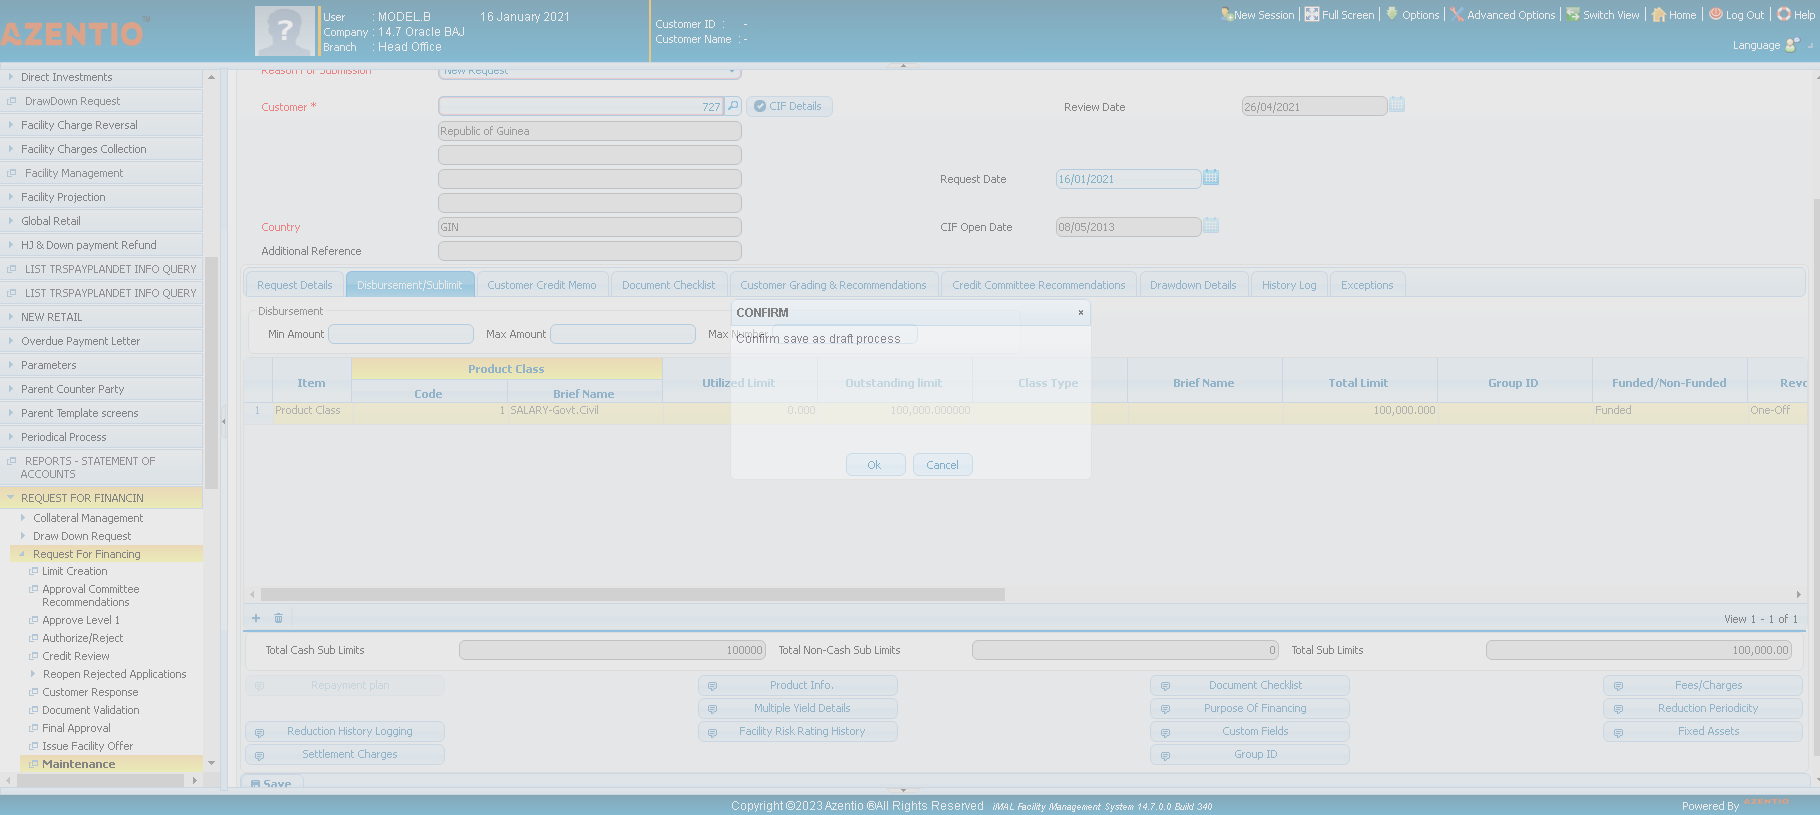 AZENTIO™
User : MODEL.B 16 January 2021
Company : 14.7 Oracle BAJ
Branch : Head Office
Customer ID : -
Customer Name : -
New Session Full Screen Options Advanced Options Switch View Home Log Out Help
Language
Direct Investments
DrawDown Request
Facility Charge Reversal
Facility Charges Collection
Facility Management
Facility Projection
Global Retail
HJ & Down payment Refund
LIST TRSPAYPLANDET INFO QUERY
LIST TRSPAYPLANDET INFO QUERY
NEW RETAIL
Overdue Payment Letter
Parameters
Parent Counter Party
Parent Template screens
Periodical Process
REPORTS - STATEMENT OF
ACCOUNTS
REQUEST FOR FINANCIN
Collateral Management
Draw Down Request
Request For Financing
Limit Creation
Approval Committee
Recommendations
Approve Level 1
Authorize/Reject
Credit Review
Reopen Rejected Applications
Customer Response
Document Validation
Final Approval
Issue Facility Offer
Maintenance
Reason For Submission New Request
Customer * 727 CIF Details Review Date 26/04/2021
Republic of Guinea
Request Date 16/01/2021
Country GIN CIF Open Date 08/05/2013
Additional Reference
Request Details Disbursement/Sublimit Customer Credit Memo Document Checklist Customer Grading & Recommendations Credit Committee Recommendations Drawdown Details History Log Exceptions
Disbursement
Min Amount Max Amount Max Number
CONFIRM ×
Confirm save as draft process
Ok Cancel
Item Product Class Utilized Limit Outstanding limit Class Type Brief Name Total Limit Group ID Funded/Non-Funded Revo
Code Brief Name
1 Product Class 1 SALARY-Govt.Civil 0.000 100,000.000000 100,000.000 Funded One-Off
View 1 - 1 of 1
Total Cash Sub Limits 100000 Total Non-Cash Sub Limits 0 Total Sub Limits 100,000.00
Repayment plan Product Info. Document Checklist Fees/Charges
Multiple Yield Details Purpose Of Financing Reduction Periodicity
Reduction History Logging Facility Risk Rating History Custom Fields Fixed Assets
Settlement Charges Group ID
Save
Copyright ©2023 Azentio ®All Rights Reserved iMAL Facility Management System 14.7.0.0 Build 340
Powered By AZENTIO